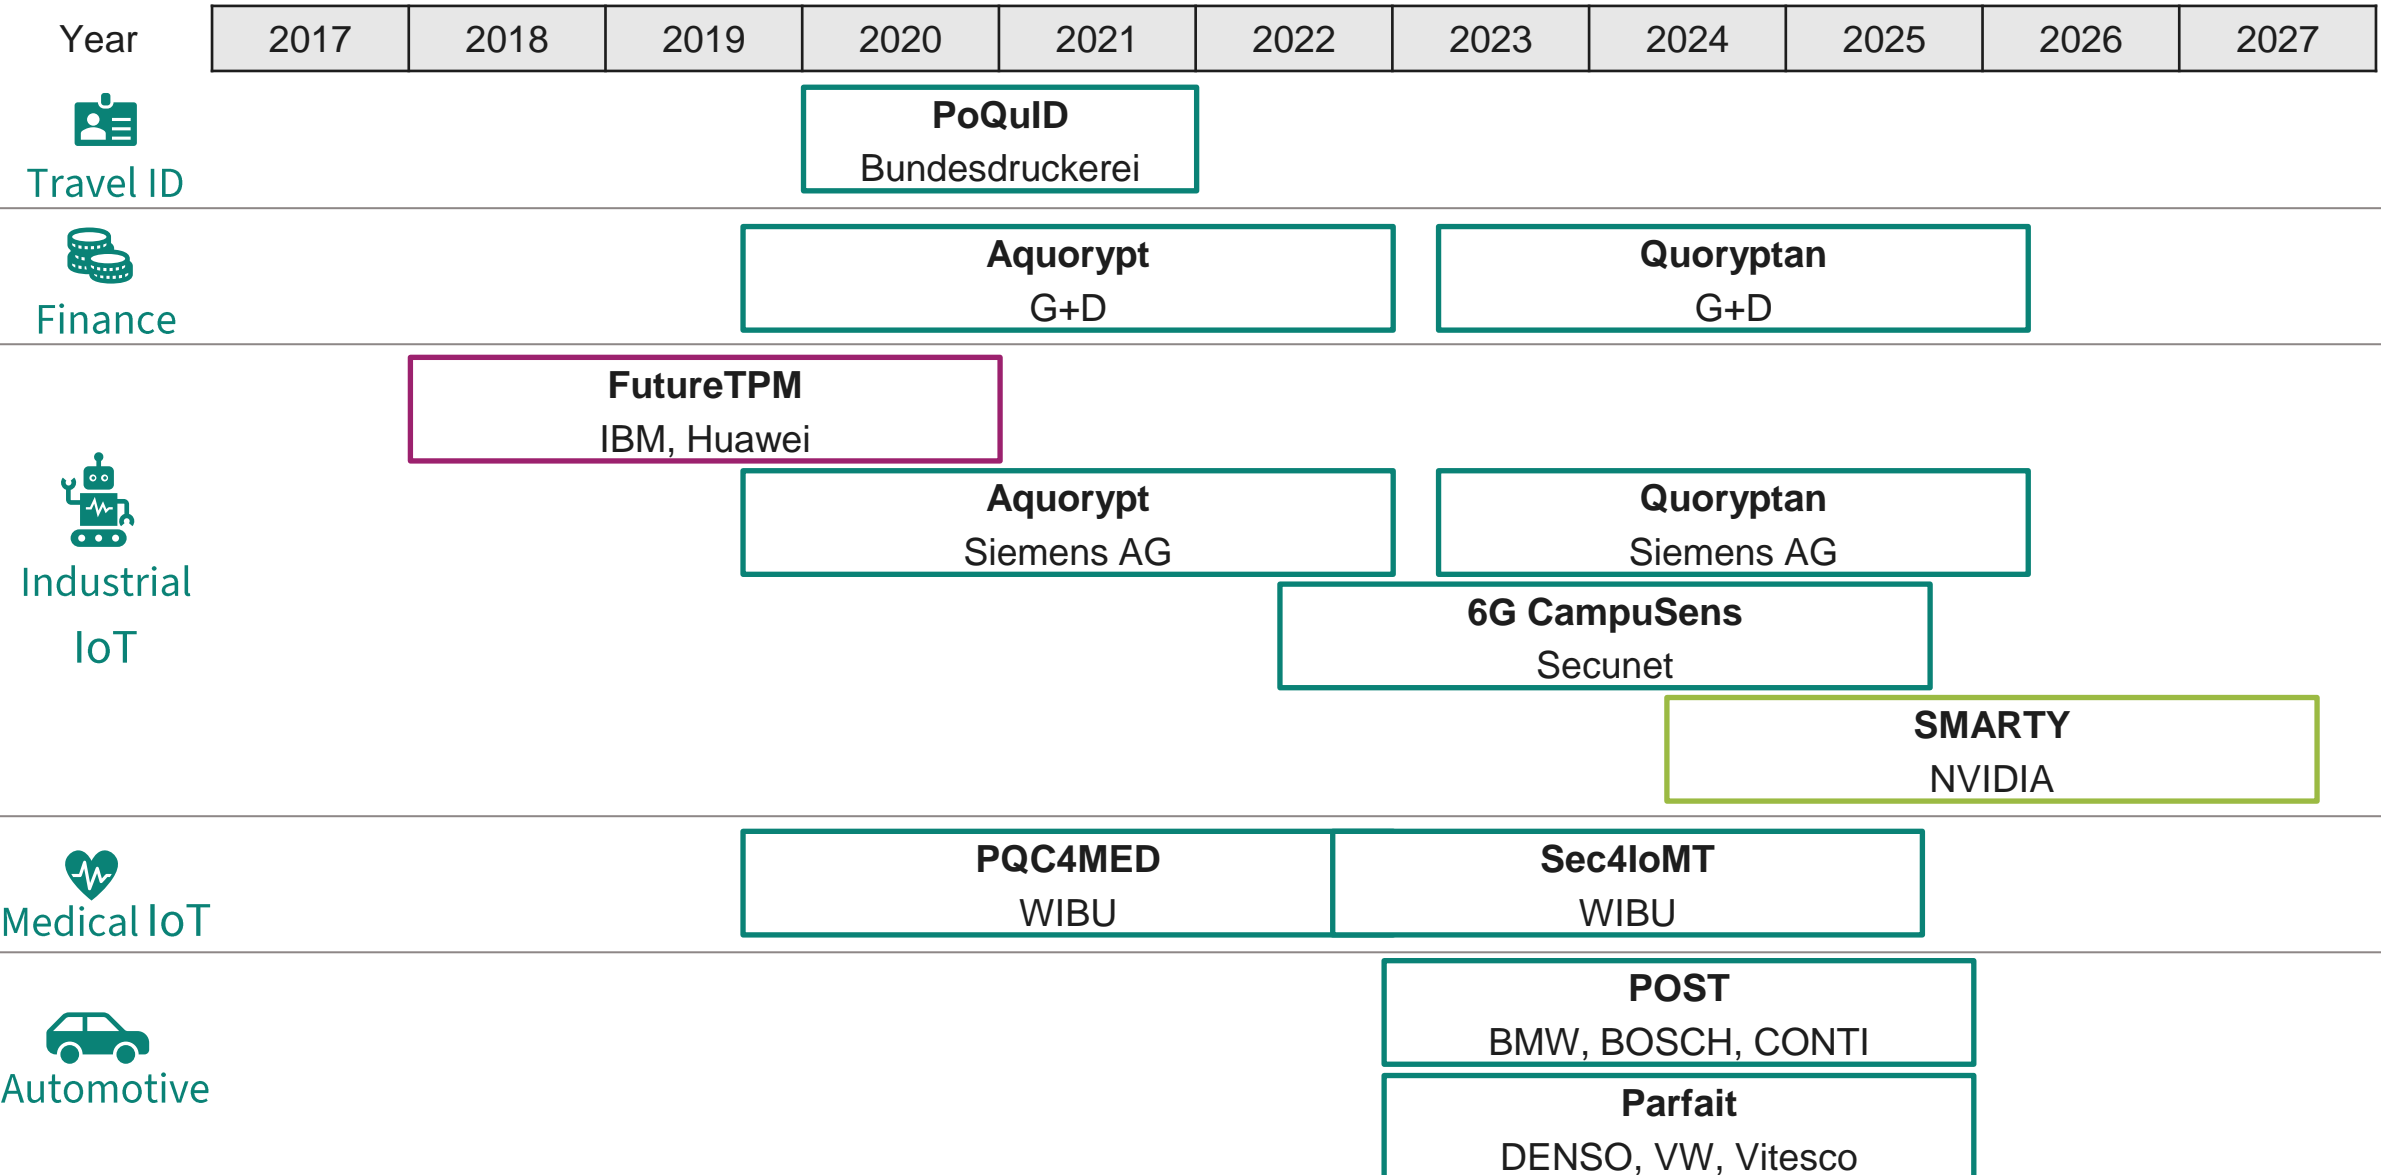 Year 2017 2018 2019 2020 2021 2022 2023 2024 2025 2026 2027
Travel ID
PoQuID
Bundesdruckerei
Finance
Aquorypt
G+D
Quoryptan
G+D
Industrial
IoT
FutureTPM
IBM, Huawei
Aquorypt
Siemens AG
Quoryptan
Siemens AG
6G CampuSens
Secunet
SMARTY
NVIDIA
Medical IoT
PQC4MED
WIBU
Sec4IoMT
WIBU
Automotive
POST
BMW, BOSCH, CONTI
Parfait
DENSO, VW, Vitesco